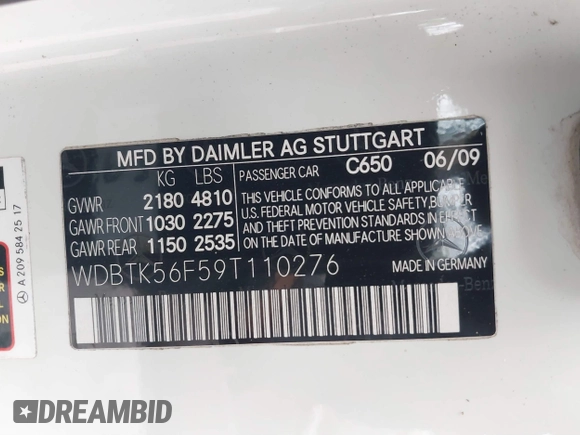 MFD BY DAIMLER AG STUTTGART
KG LBS
PASSENGER CAR C650 06/09
GVWR 2180 4810
GAWR FRONT 1030 2275
GAWR REAR 1150 2535
THIS VEHICLE CONFORMS TO ALL APPLICABLE
U.S. FEDERAL MOTOR VEHICLE SAFETY, BUMPER
AND THEFT PREVENTION STANDARDS IN EFFECT
ON THE DATE OF MANUFACTURE SHOWN ABOVE.
WDBTK56F59T110276
MADE IN GERMANY
A 209 584 25 17
DREAMBID